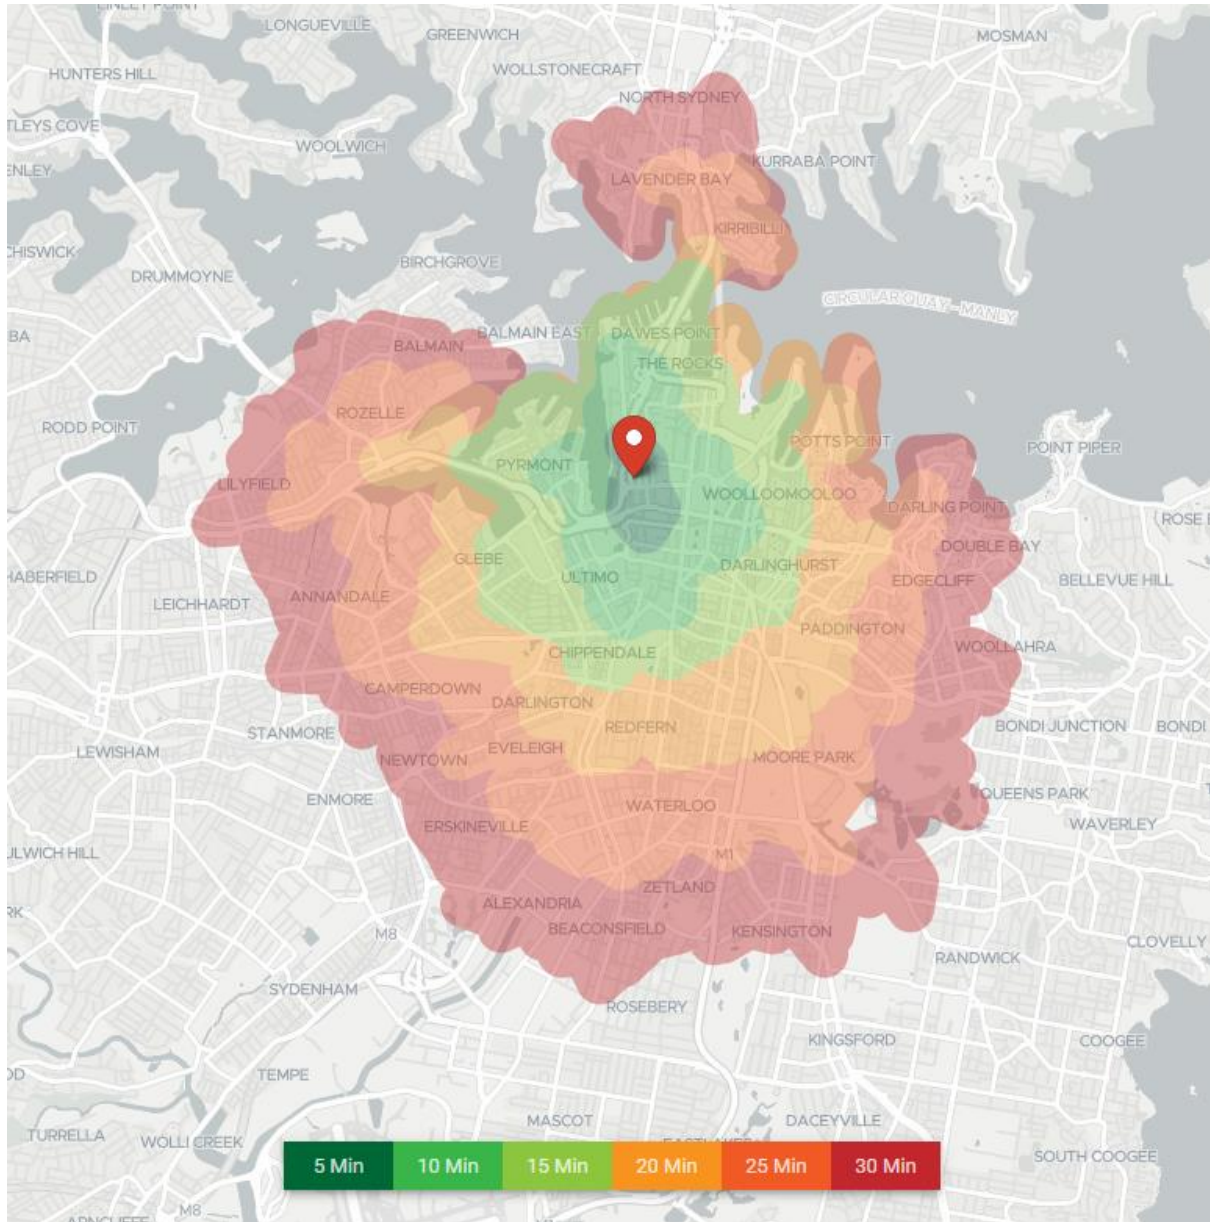 LINLEY POINT
LONGUEVILLE
GREENWICH
MOSMAN
HUNTERS HILL
WOLLSTONECRAFT
NORTH SYDNEY
TLEYS COVE
WOOLWICH
KURRABA POINT
ENLEY
LAVENDER BAY
KIRRIBILLI
CHISWICK
BIRCHGROVE
DRUMMOYNE
CIRCULAR QUAY - MANLY
BA
BALMAIN
BALMAIN EAST
DAWES POINT
THE ROCKS
ROZELLE
RODD POINT
POTTS POINT
POINT PIPER
PYRMONT
LILYFIELD
WOOLLOOMOOLOO
DARLING POINT
ROSE
DOUBLE BAY
GLEBE
DARLINGHURST
HABERFIELD
ULTIMO
EDGECLIFF
BELLEVUE HILL
LEICHHARDT
ANNANDALE
PADDINGTON
CHIPPENDALE
WOOLLAHRA
CAMPERDOWN
DARLINGTON
STANMORE
REDFERN
BONDI JUNCTION
BONDI
LEWISHAM
EVELEIGH
NEWTOWN
MOORE PARK
ENMORE
WATERLOO
QUEENS PARK
ERSKINEVILLE
WAVERLEY
ULWICH HILL
M1
ZETLAND
ALEXANDRIA
RK
BEACONSFIELD
KENSINGTON
M8
CLOVELLY
RANDWICK
SYDENHAM
ROSEBERY
KINGSFORD
COOGEE
OD
TEMPE
MASCOT
DACEYVILLE
TURRELLA
WOLLI CREEK
SOUTH COOGEE
5 Min 10 Min 15 Min 20 Min 25 Min 30 Min
M8
ARNCLIFFE